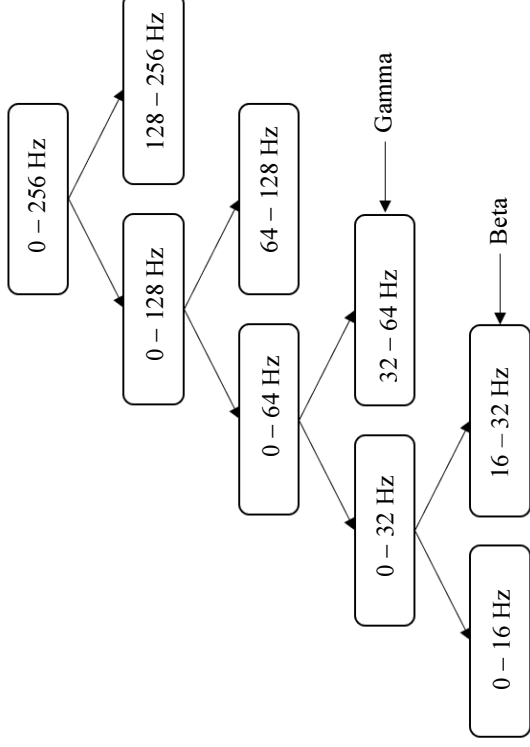 0 – 256 Hz
0 – 128 Hz
128 – 256 Hz
0 – 64 Hz
64 – 128 Hz
0 – 32 Hz
32 – 64 Hz
Gamma
0 – 16 Hz
16 – 32 Hz
Beta